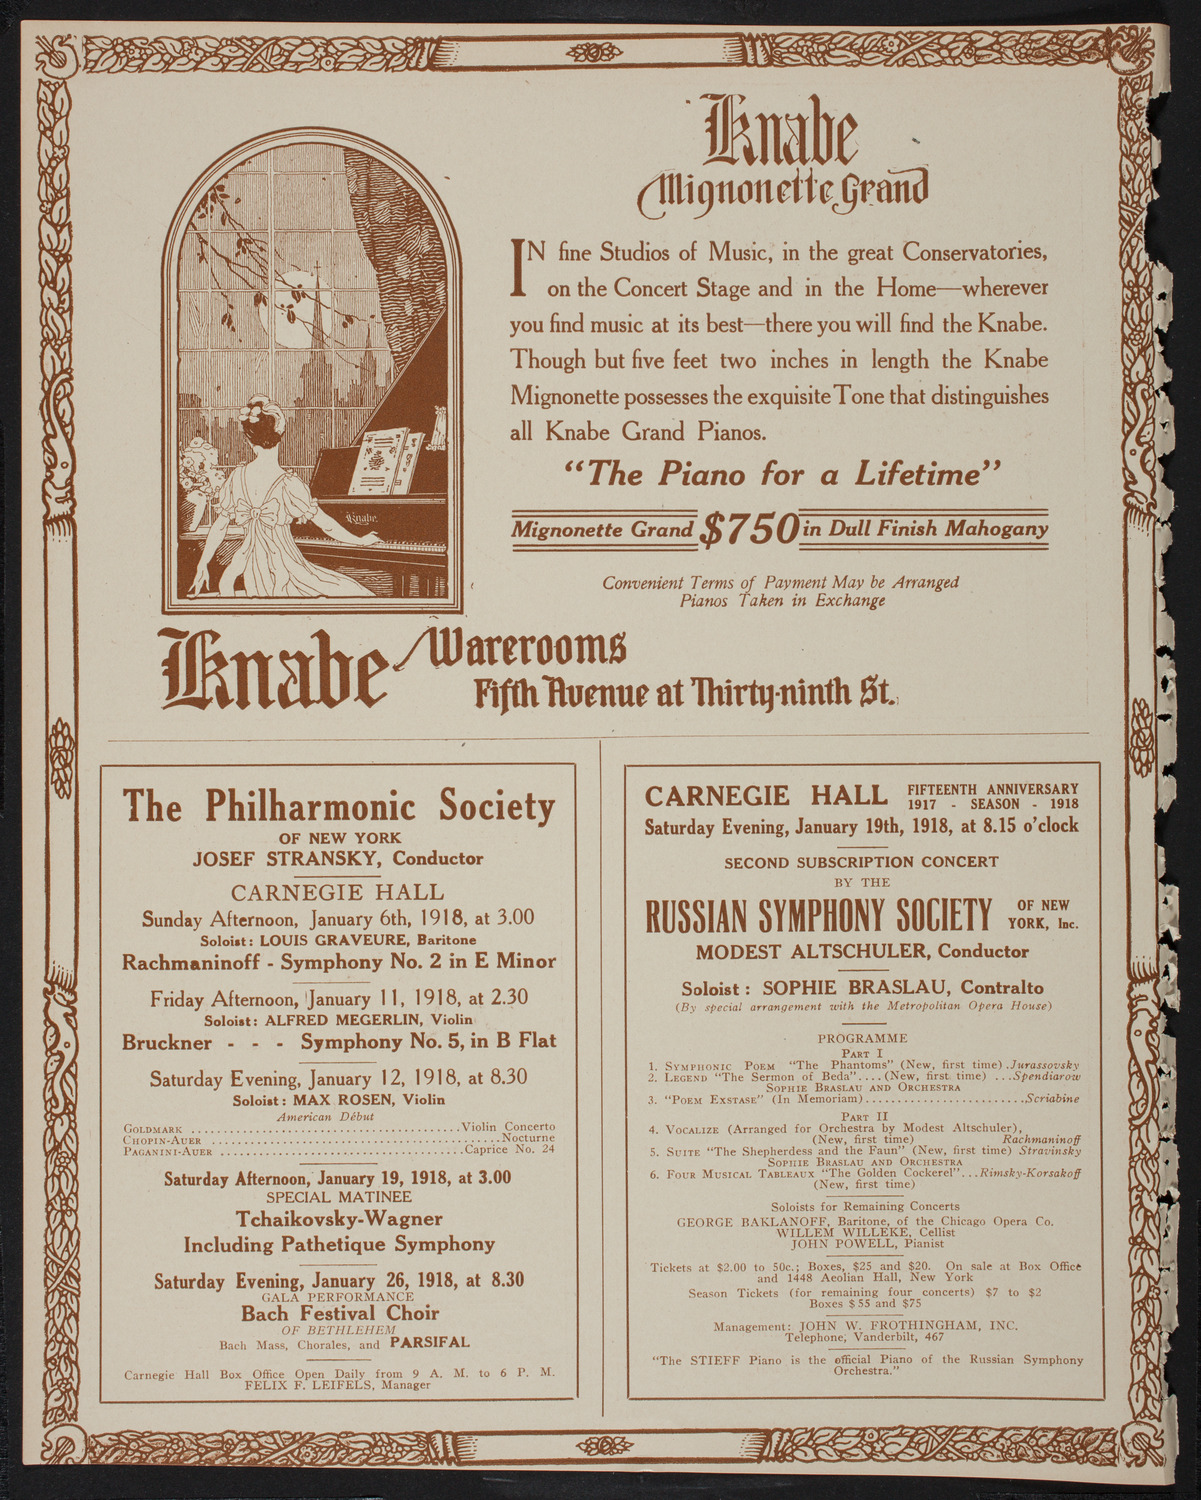 Knabe
Mignonette Grand
IN fine Studios of Music, in the great Conservatories,
on the Concert Stage and in the Home—wherever
you find music at its best—there you will find the Knabe.
Though but five feet two inches in length the Knabe
Mignonette possesses the exquisite Tone that distinguishes
all Knabe Grand Pianos.
"The Piano for a Lifetime"
Mignonette Grand $750 in Dull Finish Mahogany
Convenient Terms of Payment May be Arranged
Pianos Taken in Exchange
Knabe
Knabe Warerooms
Fifth Avenue at Thirty-ninth St.
The Philharmonic Society
OF NEW YORK
JOSEF STRANSKY, Conductor
CARNEGIE HALL
Sunday Afternoon, January 6th, 1918, at 3.00
Soloist: LOUIS GRAVEURE, Baritone
Rachmaninoff - Symphony No. 2 in E Minor
Friday Afternoon, January 11, 1918, at 2.30
Soloist: ALFRED MEGERLIN, Violin
Bruckner - - - Symphony No. 5, in B Flat
Saturday Evening, January 12, 1918, at 8.30
Soloist: MAX ROSEN, Violin
American Début
GOLDMARK ........................................Violin Concerto
CHOPIN-AUER ...........................................Nocturne
PAGANINI-AUER ....................................Caprice No. 24
Saturday Afternoon, January 19, 1918, at 3.00
SPECIAL MATINEE
Tchaikovsky-Wagner
Including Pathetique Symphony
Saturday Evening, January 26, 1918, at 8.30
GALA PERFORMANCE
Bach Festival Choir
OF BETHLEHEM
Bach Mass, Chorales, and PARSIFAL
Carnegie Hall Box Office Open Daily from 9 A. M. to 6 P. M.
FELIX F. LEIFELS, Manager
CARNEGIE HALL FIFTEENTH ANNIVERSARY
1917 - SEASON - 1918
Saturday Evening, January 19th, 1918, at 8.15 o'clock
SECOND SUBSCRIPTION CONCERT
BY THE
RUSSIAN SYMPHONY SOCIETY OF NEW
YORK, Inc.
MODEST ALTSCHULER, Conductor
Soloist: SOPHIE BRASLAU, Contralto
(By special arrangement with the Metropolitan Opera House)
PROGRAMME
PART I
1. SYMPHONIC POEM "The Phantoms" (New, first time) .Jurassovsky
2. LEGEND "The Sermon of Beda"....(New, first time) ...Spendiarow
SOPHIE BRASLAU AND ORCHESTRA
3. "POEM EXSTASE" (In Memoriam)..........................Scriabine
PART II
4. VOCALIZE (Arranged for Orchestra by Modest Altschuler),
(New, first time) Rachmaninoff
5. SUITE "The Shepherdess and the Faun" (New, first time) Stravinsky
SOPHIE BRASLAU AND ORCHESTRA
6. FOUR MUSICAL TABLEAUX "The Golden Cockerel"...Rimsky-Korsakoff
(New, first time)
Soloists for Remaining Concerts
GEORGE BAKLANOFF, Baritone, of the Chicago Opera Co.
WILLEM WILLEKE, Cellist
JOHN POWELL, Pianist
Tickets at $2.00 to 50c.; Boxes, $25 and $20. On sale at Box Office
and 1448 Aeolian Hall, New York
Season Tickets (for remaining four concerts) $7 to $2
Boxes $55 and $75
Management: JOHN W. FROTHINGHAM, INC.
Telephone, Vanderbilt, 467
"The STIEFF Piano is the official Piano of the Russian Symphony
Orchestra."